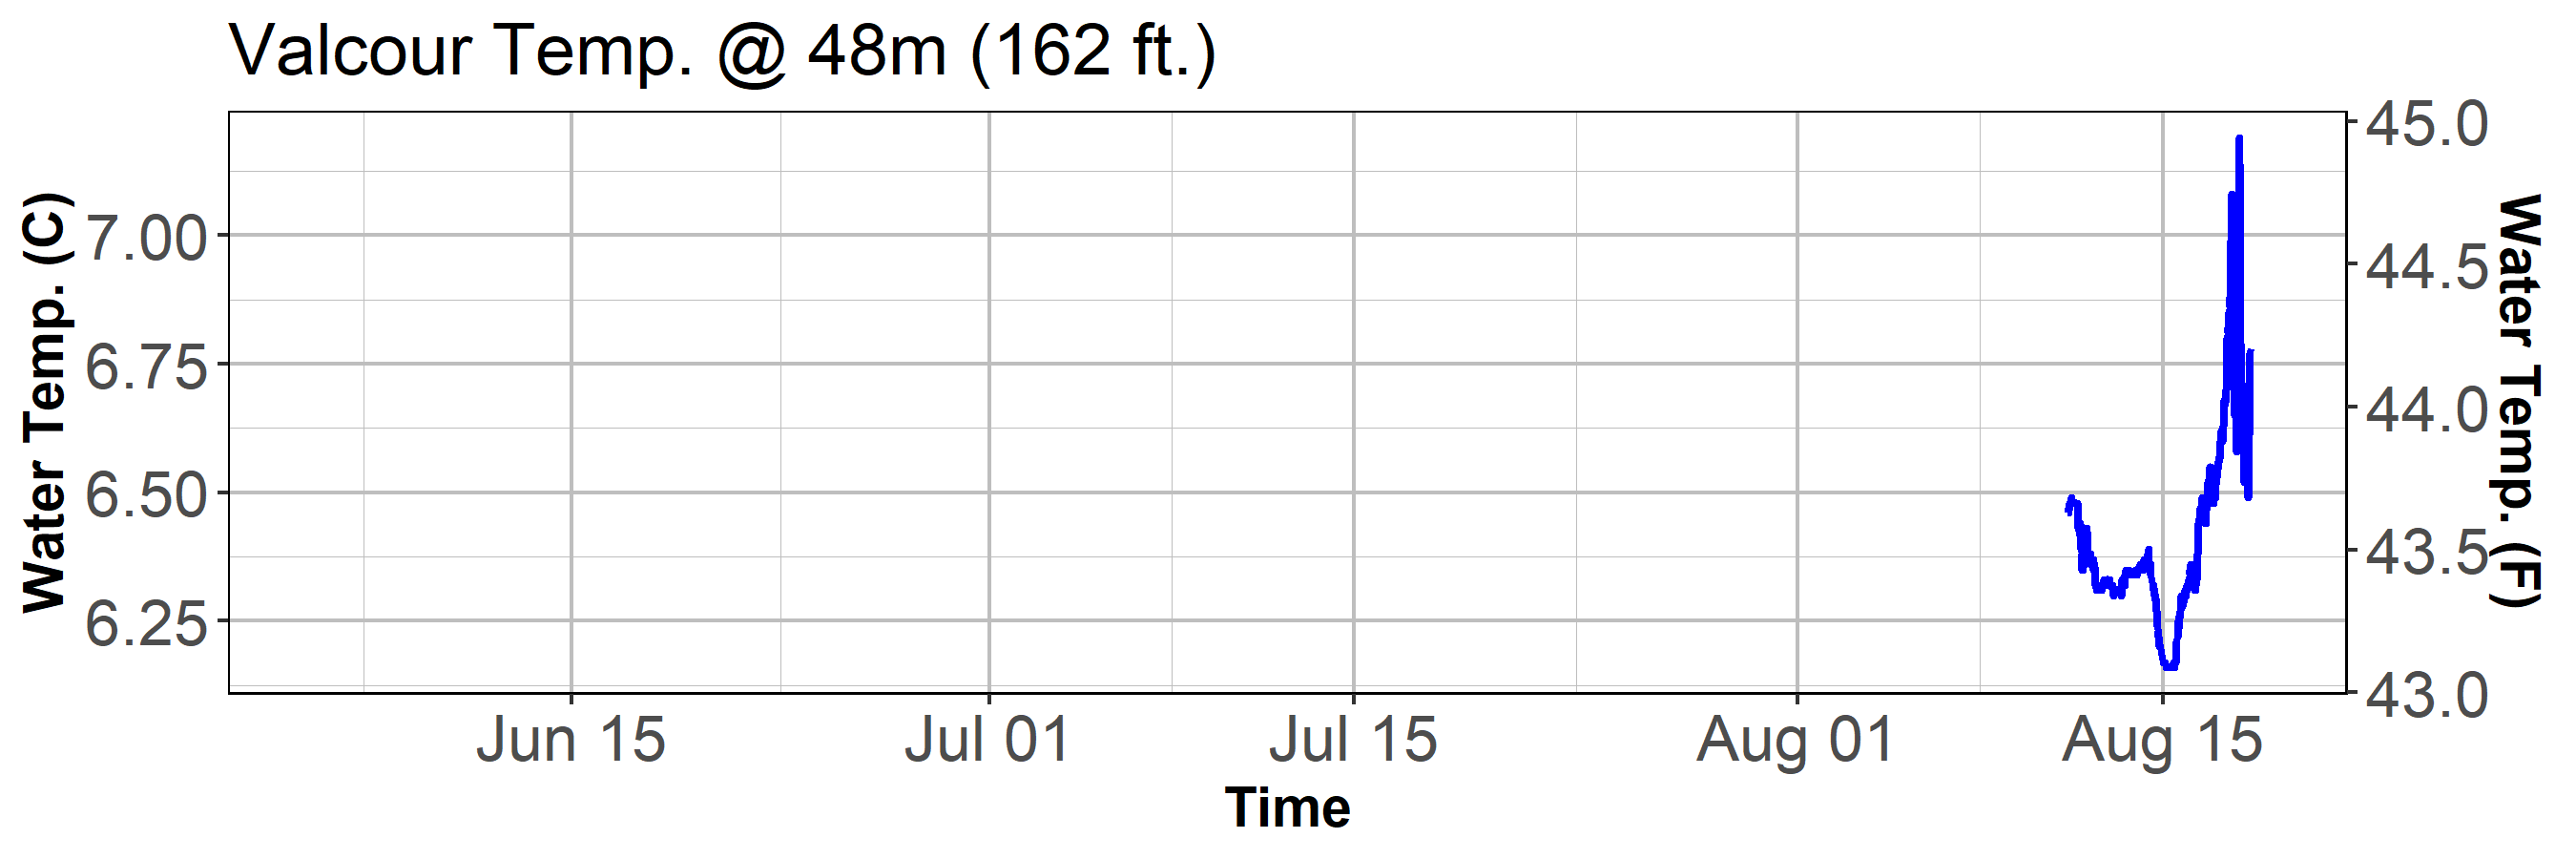 Valcour Temp. @ 48m (162 ft.)
Water Temp. (C)
7.00
6.75
6.50
6.25
45.0
44.5
44.0
43.5
43.0
Water Temp. (F)
Jun 15
Jul 01
Jul 15
Aug 01
Aug 15
Time